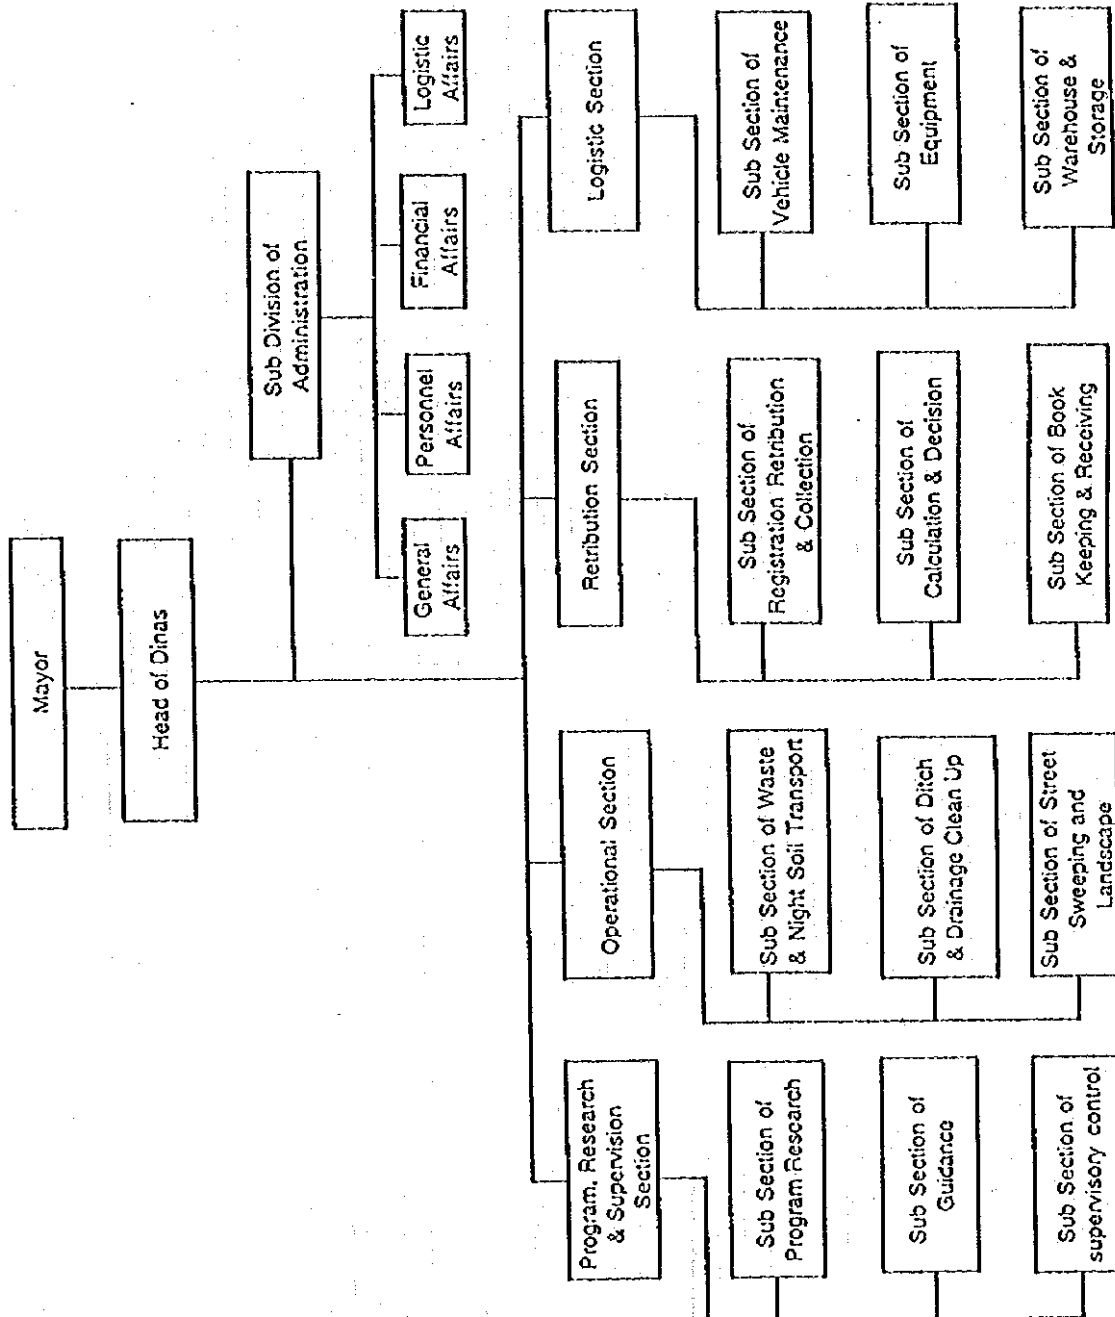 Mayor
Head of Dinas
Sub Division of
Administration
General
Affairs
Personnel
Affairs
Financial
Affairs
Logistic
Affairs
Program, Research
& Supervision
Section
Operational Section
Retribution Section
Logistic Section
Sub Section of
Program Research
Sub Section of Waste
& Night Soil Transport
Sub Section of
Registration Retribution
& Collection
Sub Section of
Vehicle Maintenance
Sub Section of
Guidance
Sub Section of Ditch
& Drainage Clean Up
Sub Section of
Calculation & Decision
Sub Section of
Equipment
Sub Section of
supervisory control
Sub Section of Street
Sweeping and
Landscape
Sub Section of Book
Keeping & Receiving
Sub Section of
Warehouse &
Storage